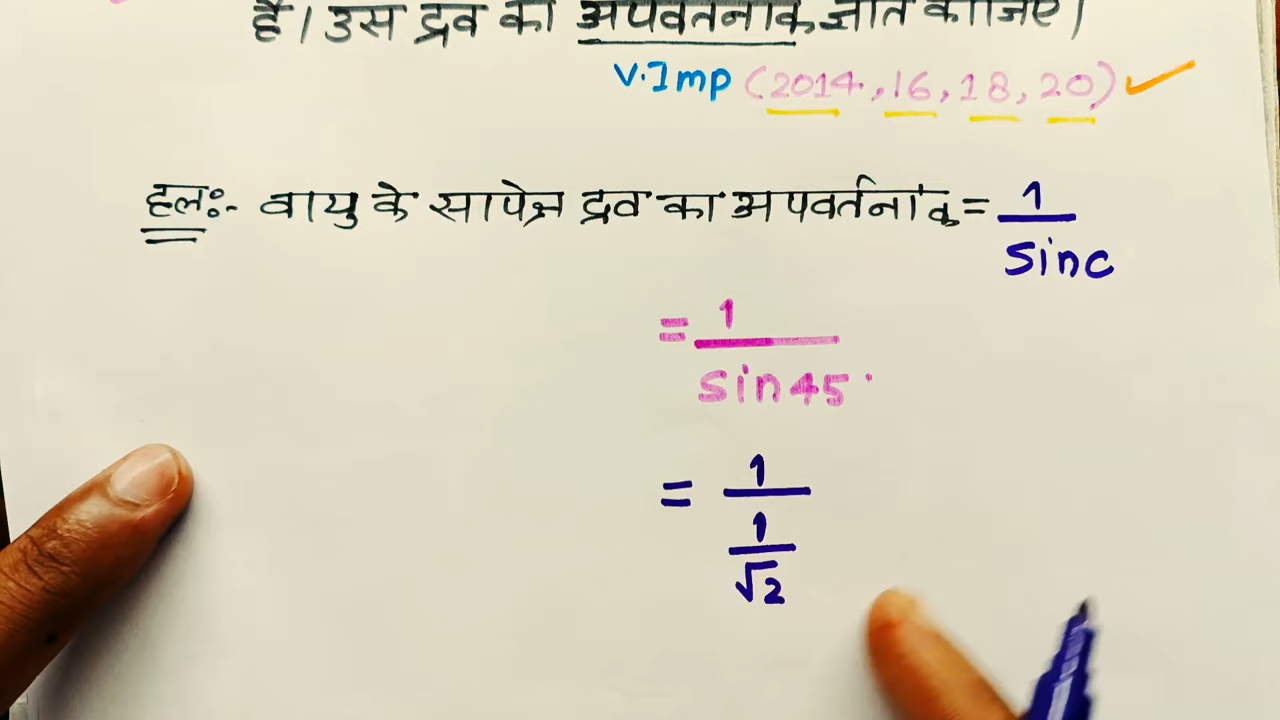 है। उस द्रव का अपवर्तनांक ज्ञात कीजिए।
V.Imp (2014, 16, 18, 20) ✓
हलः- वायु के सापेक्ष द्रव का अपवर्तनांक = 1 / Sinc
= 1 / Sin45°
= 1 / 1 / √2